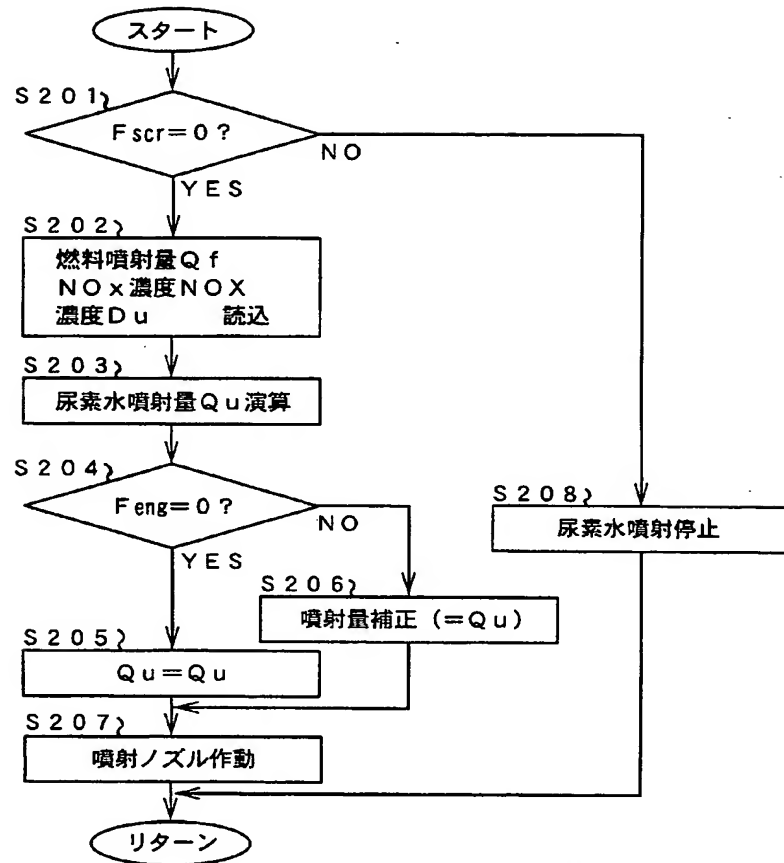 スタート
S201
Fscr=0?
NO
YES
S202
燃料噴射量Qf
NOx濃度NOX
濃度Du 読込
S203
尿素水噴射量Qu演算
S204
Feng=0?
NO
YES
S208
尿素水噴射停止
S206
噴射量補正（=Qu）
S205
Qu=Qu
S207
噴射ノズル作動
リターン